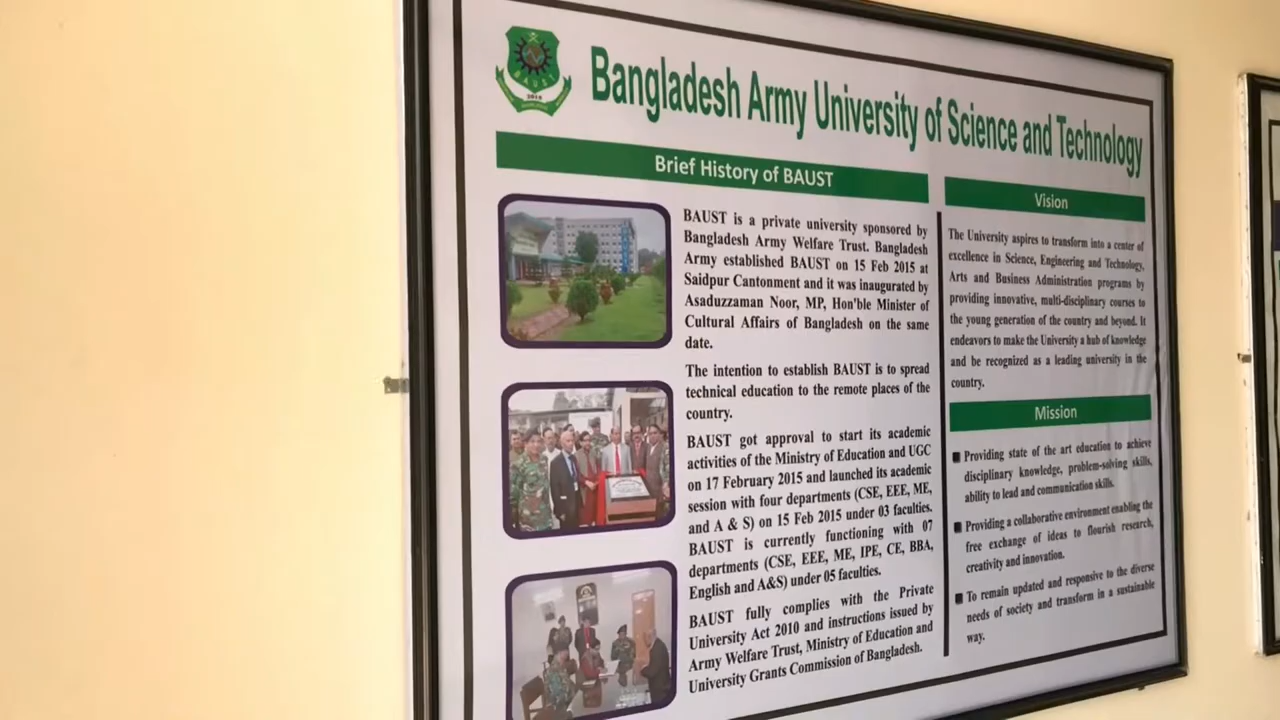 BAUST
Bangladesh Army University of Science and Technology
Brief History of BAUST
BAUST is a private university sponsored by
Bangladesh Army Welfare Trust. Bangladesh
Army established BAUST on 15 Feb 2015 at
Saidpur Cantonment and it was inaugurated by
Asaduzzaman Noor, MP, Hon'ble Minister of
Cultural Affairs of Bangladesh on the same
date.
The intention to establish BAUST is to spread
technical education to the remote places of the
country.
BAUST got approval to start its academic
activities of the Ministry of Education and UGC
on 17 February 2015 and launched its academic
session with four departments (CSE, EEE, ME,
and A & S) on 15 Feb 2015 under 03 faculties.
BAUST is currently functioning with 07
departments (CSE, EEE, ME, IPE, CE, BBA,
English and A&S) under 05 faculties.
BAUST fully complies with the Private
University Act 2010 and instructions issued by
Army Welfare Trust, Ministry of Education and
University Grants Commission of Bangladesh.
Vision
The University aspires to transform into a center of
excellence in Science, Engineering and Technology,
Arts and Business Administration programs by
providing innovative, multi-disciplinary courses to
the young generation of the country and beyond. It
endeavors to make the University a hub of knowledge
and be recognized as a leading university in the
country.
Mission
Providing state of the art education to achieve
disciplinary knowledge, problem-solving skills,
ability to lead and communication skills.
Providing a collaborative environment enabling the
free exchange of ideas to flourish research,
creativity and innovation.
To remain updated and responsive to the diverse
needs of society and transform in a sustainable
way.